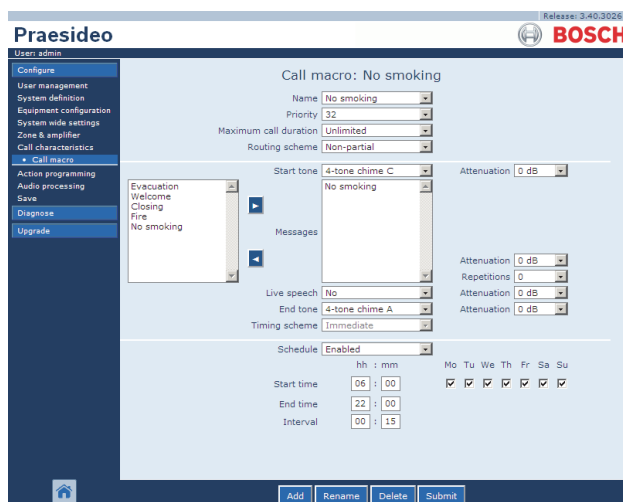 Release: 3.40.3026
Praesideo
BOSCH
User: admin
Configure
User management
System definition
Equipment configuration
System wide settings
Zone & amplifier
Call characteristics
• Call macro
Action programming
Audio processing
Save
Diagnose
Upgrade
Call macro: No smoking
Name No smoking
Priority 32
Maximum call duration Unlimited
Routing scheme Non-partial
Start tone 4-tone chime C Attenuation 0 dB
Evacuation
Welcome
Closing
Fire
No smoking
Messages
No smoking
Attenuation 0 dB
Repetitions 0
Live speech No Attenuation 0 dB
End tone 4-tone chime A Attenuation 0 dB
Timing scheme Immediate
Schedule Enabled
hh : mm Mo Tu We Th Fr Sa Su
Start time 06 : 00
End time 22 : 00
Interval 00 : 15
Add Rename Delete Submit